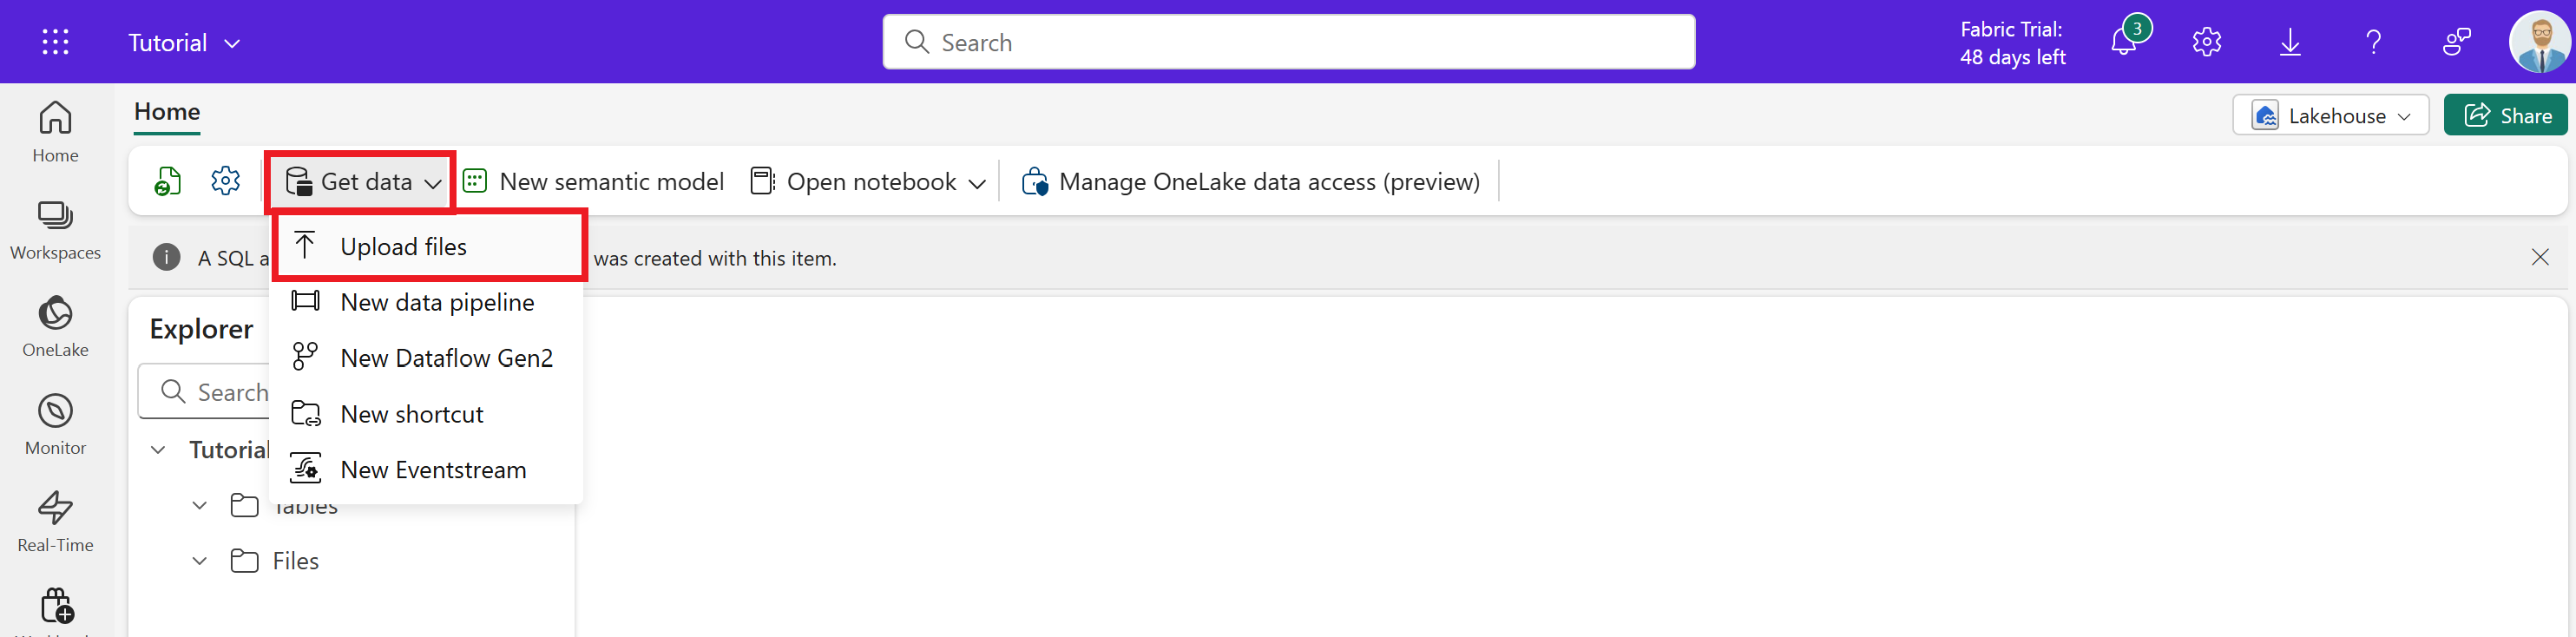 Tutorial
Search
Fabric Trial:
48 days left
3
Home
Lakehouse
Share
Home
Get data
New semantic model
Open notebook
Manage OneLake data access (preview)
Workspaces
Upload files
A SQL a
was created with this item.
New data pipeline
Explorer
OneLake
New Dataflow Gen2
Search
New shortcut
Monitor
Tutorial
New Eventstream
Tables
Real-Time
Files